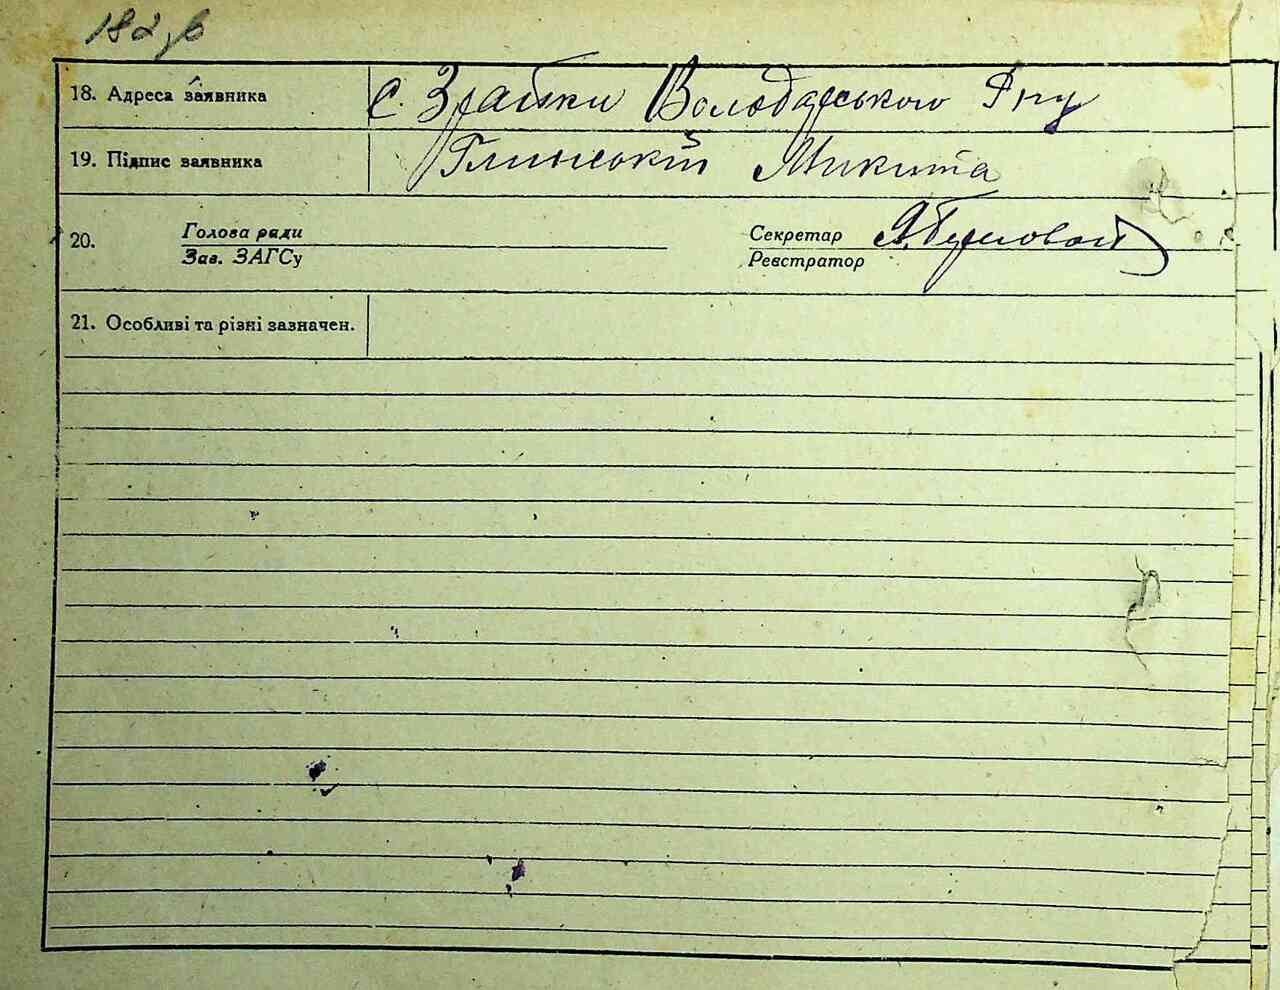 182,в
18. Адреса заявника с. Зрайки Володарського Р-ну
19. Підпис заявника Глинський Микита
20. Голова ради
Зав. ЗАГСу
Секретар
Реєстратор
21. Особливі та різні зазначен.